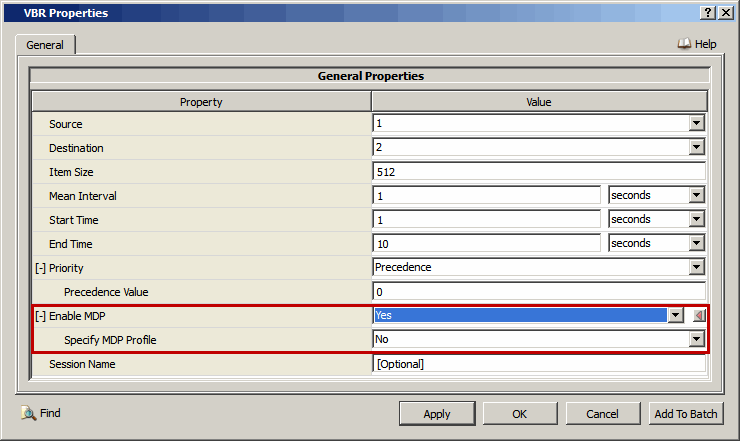 VBR Properties
General
Help
General Properties
Property Value
Source 1
Destination 2
Item Size 512
Mean Interval 1 seconds
Start Time 1 seconds
End Time 10 seconds
[-] Priority Precedence
Precedence Value 0
[-] Enable MDP Yes
Specify MDP Profile No
Session Name [Optional]
Find Apply OK Cancel Add To Batch